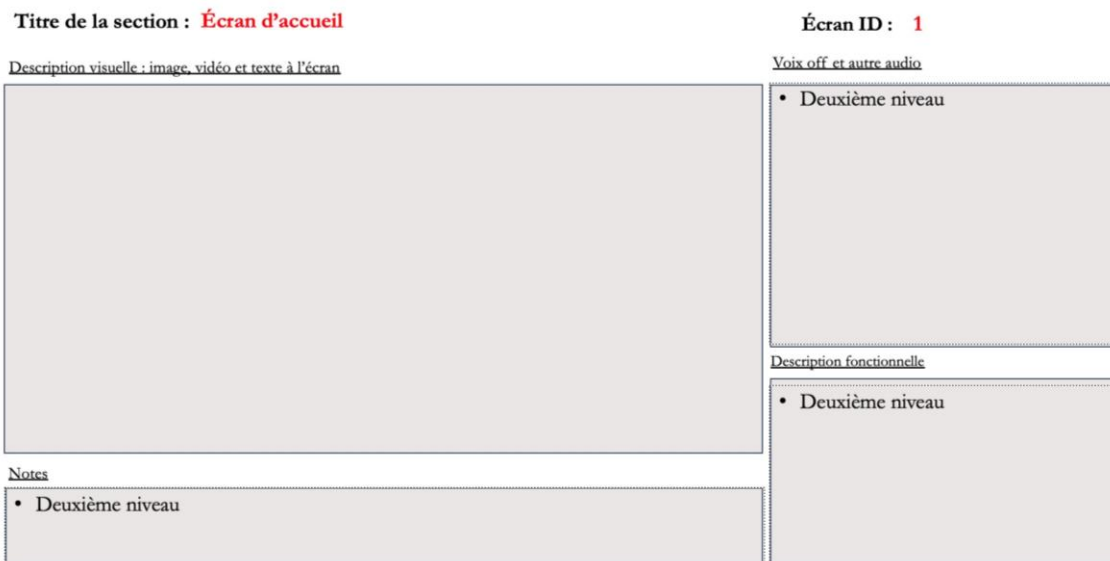 Titre de la section : Écran d’accueil
Écran ID : 1
Description visuelle : image, vidéo et texte à l’écran
Voix off et autre audio
• Deuxième niveau
Description fonctionnelle
• Deuxième niveau
Notes
• Deuxième niveau